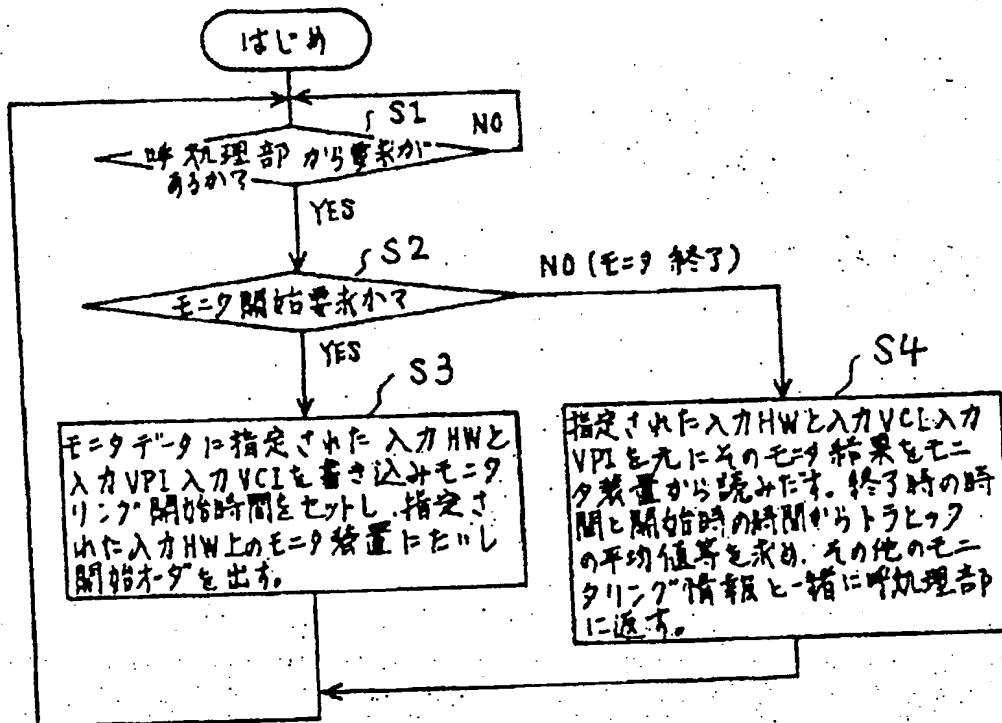 はじめ
S1
NO
呼処理部から要求が
あるか?
YES
S2
NO (モニタ終了)
モニタ開始要求か?
YES
S3
S4
モニタデータに指定された入力HWと
入力VPI入力VCIを書き込みモニタ
リング開始時間をセットし、指定さ
れた入力HW上のモニタ装置にたいし
開始オーダを出す。
指定された入力HWと入力VCI入力
VPIを元にそのモニタ結果をモニ
タ装置から読みだす。終了時の時
間と開始時の時間からトラヒック
の平均値等を求め、その他のモニ
タリング情報と一緒に呼処理部
に返す。